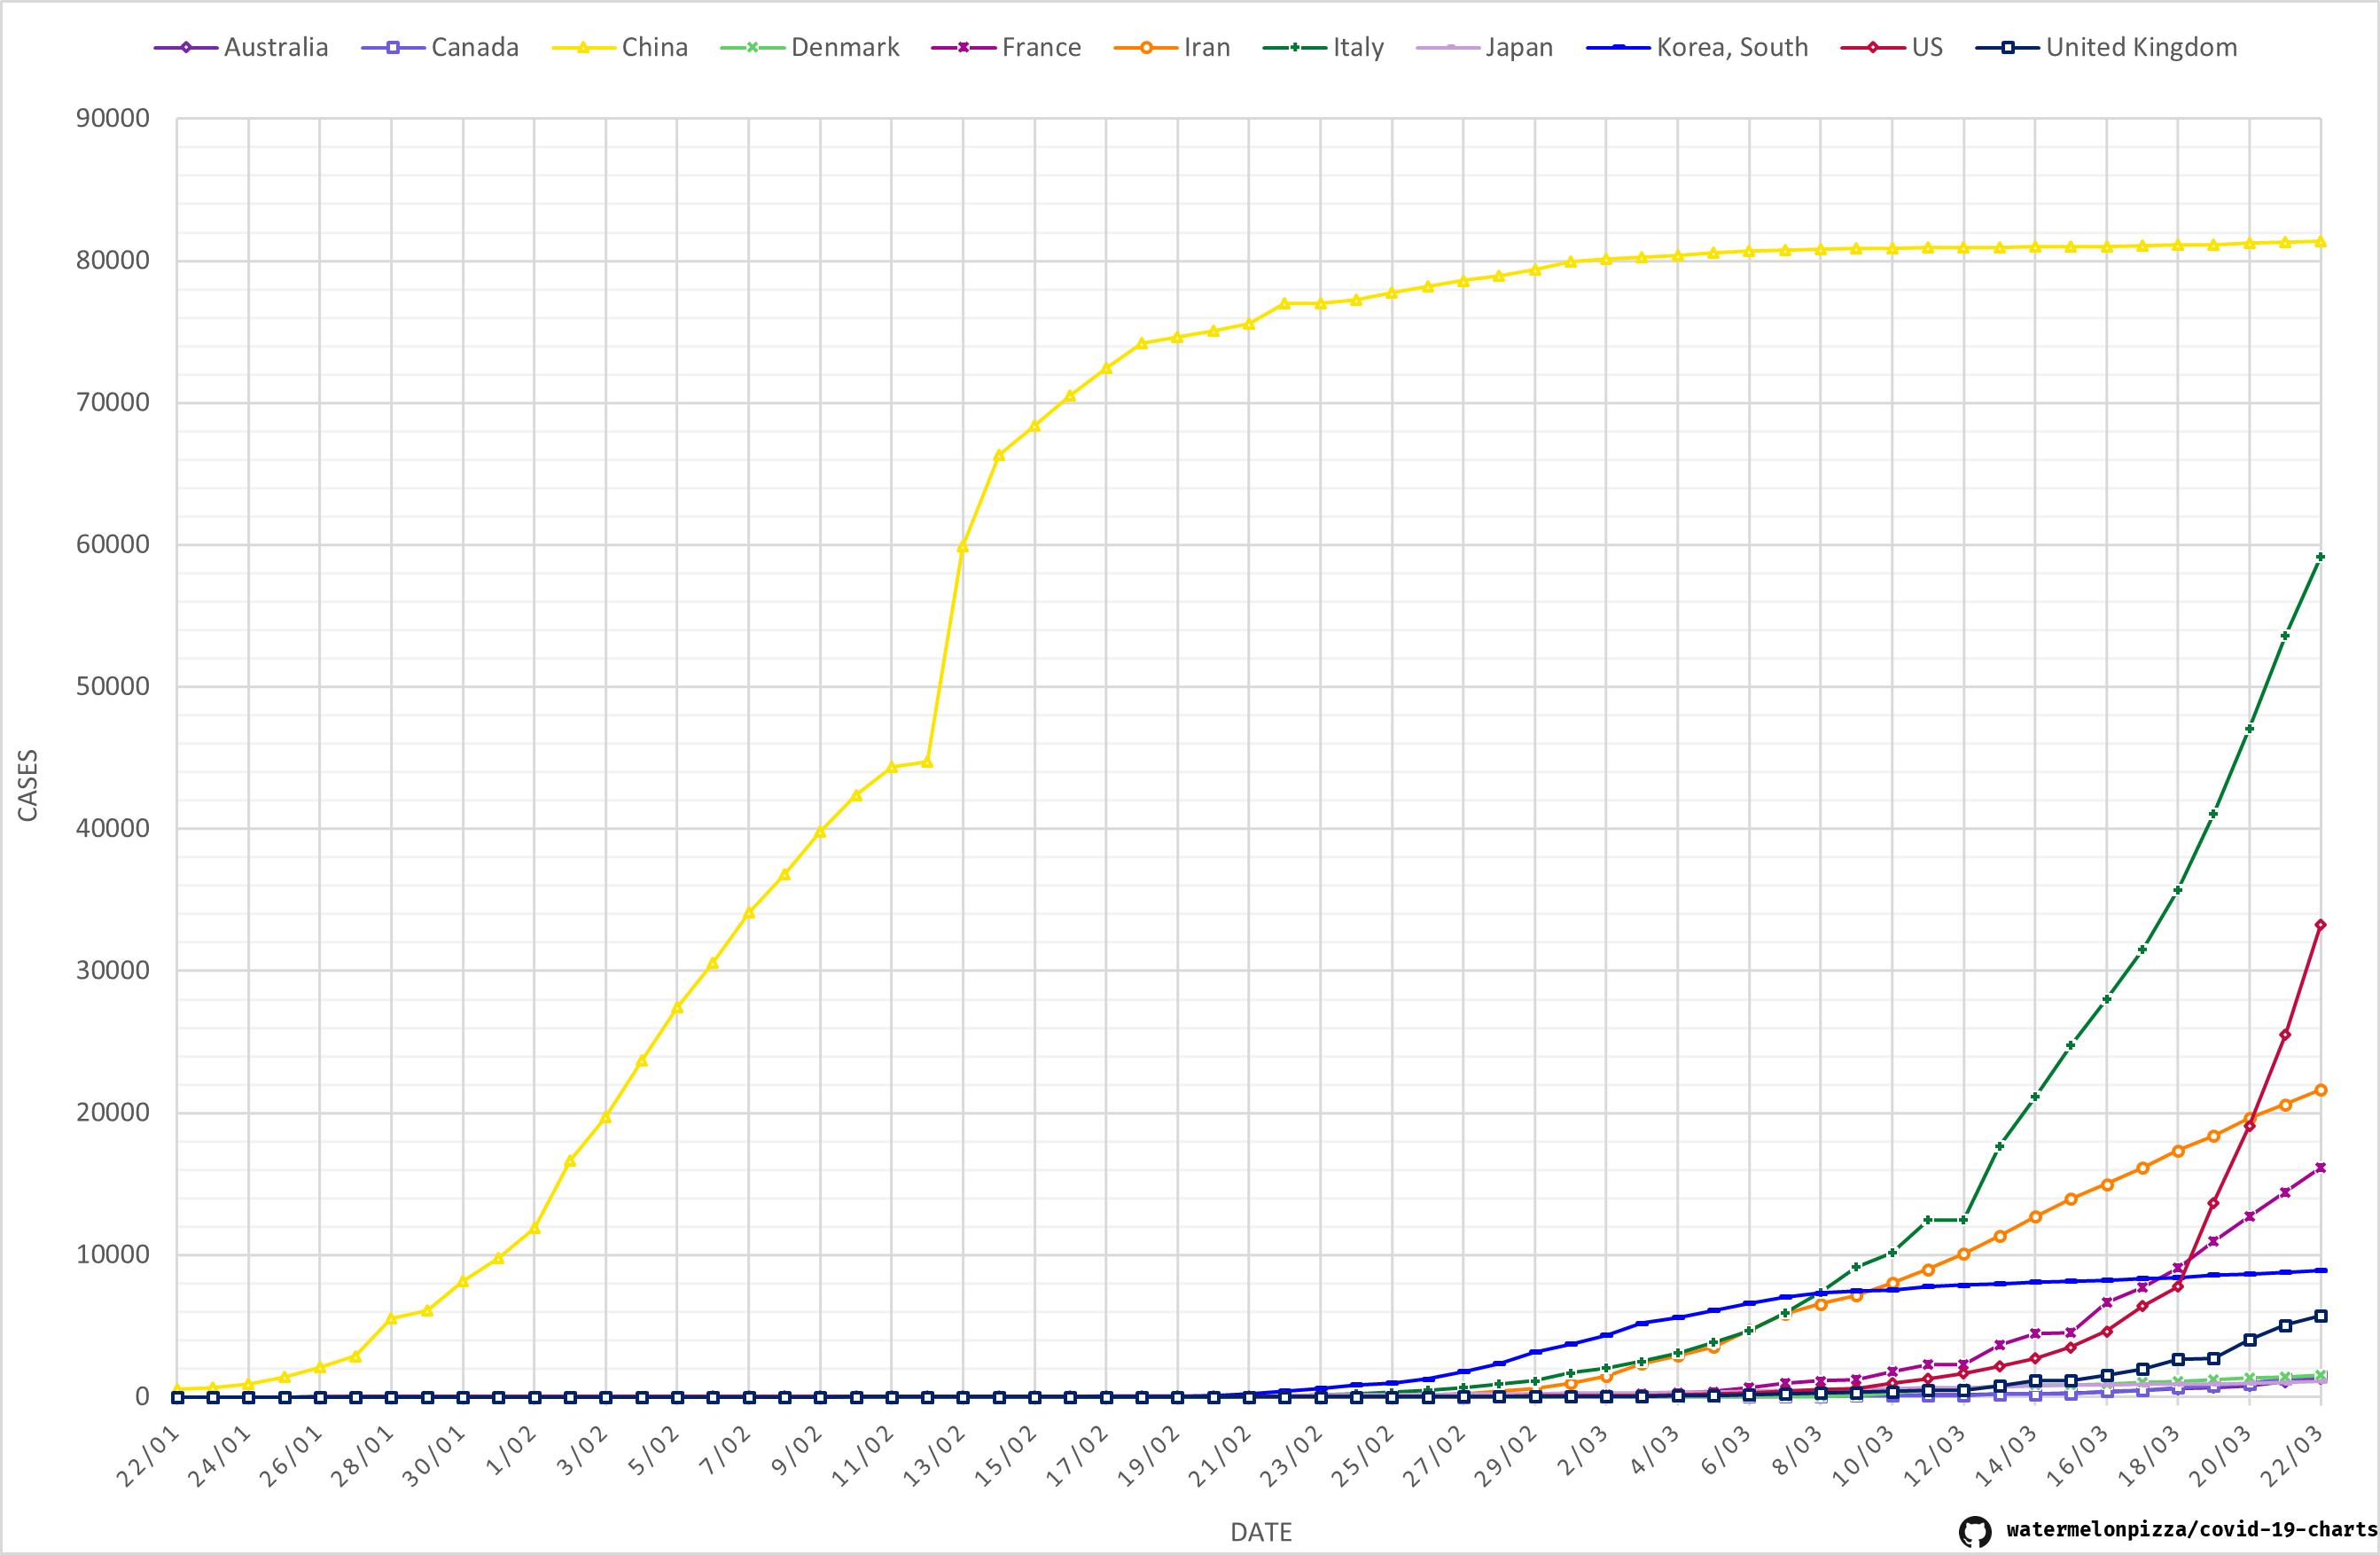 Australia Canada China Denmark France Iran Italy Japan Korea, South US United Kingdom
90000
80000
70000
60000
50000
40000
30000
20000
10000
0
CASES
22/01 24/01 26/01 28/01 30/01 1/02 3/02 5/02 7/02 9/02 11/02 13/02 15/02 17/02 19/02 21/02 23/02 25/02 27/02 29/02 2/03 4/03 6/03 8/03 10/03 12/03 14/03 16/03 18/03 20/03 22/03
DATE
watermelonpizza/covid-19-charts